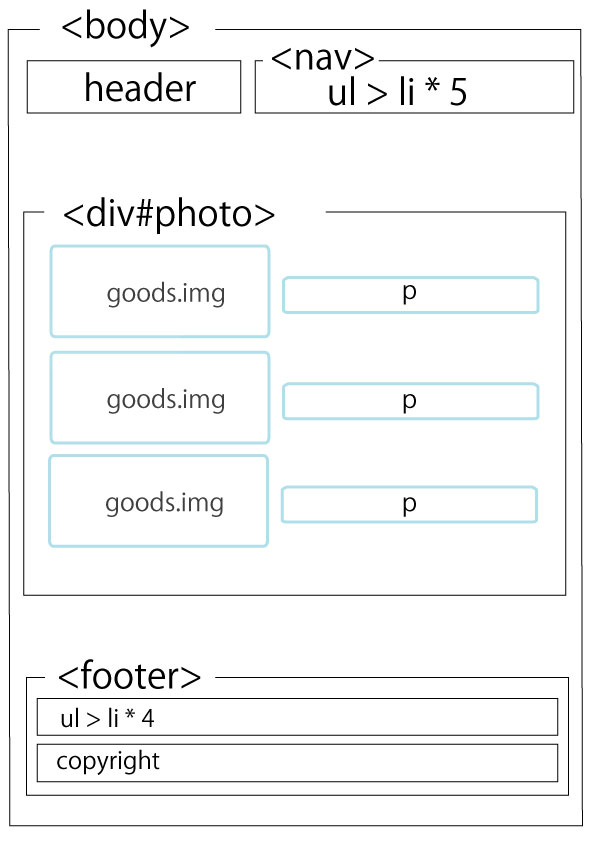 <body>
header
<nav>
ul > li * 5
<div#photo>
goods.img
p
goods.img
p
goods.img
p
<footer>
ul > li * 4
copyright